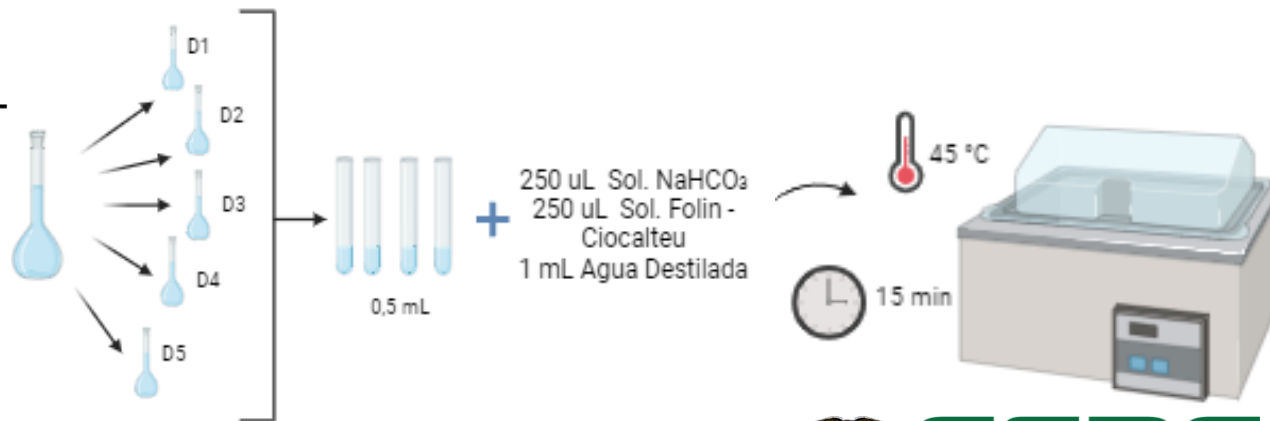 D1
D2
D3
D4
D5
0,5 mL
250 uL Sol. NaHCO₃
250 uL Sol. Folin -
Ciocalteu
1 mL Agua Destilada
45 °C
15 min